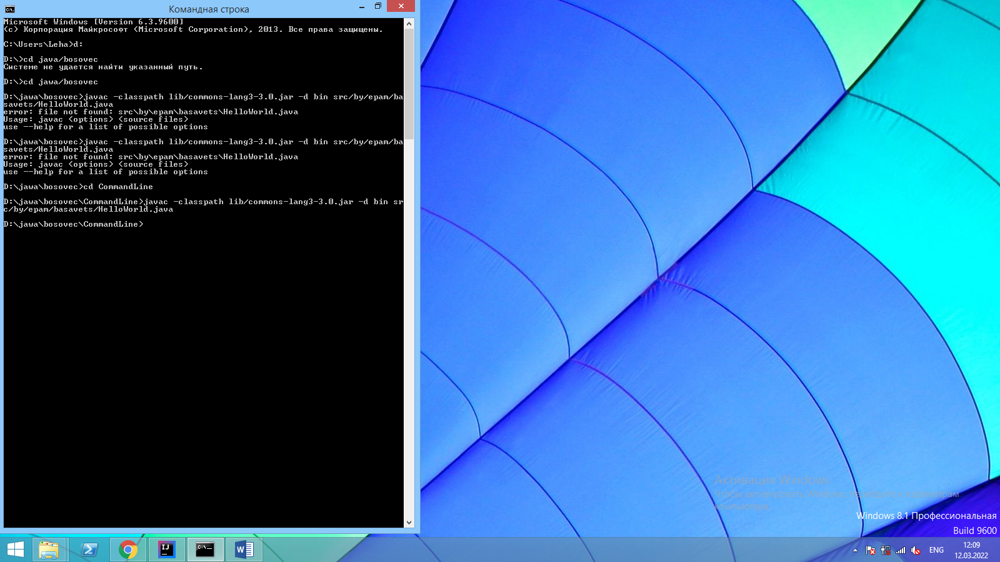 Командная строка
Microsoft Windows [Version 6.3.9600]
(c) Корпорация Майкрософт (Microsoft Corporation), 2013. Все права защищены.
C:\Users\Leha>d:
D:\>cd java/bosovec
Системе не удается найти указанный путь.
D:\>cd jawa/bosovec
D:\jawa\bosovec>javac -classpath lib/commons-lang3-3.0.jar -d bin src/by/epam/ba
savets/HelloWorld.java
error: file not found: src\by\epam\basavets\HelloWorld.java
Usage: javac <options> <source files>
use --help for a list of possible options
D:\jawa\bosovec>javac -classpath lib/commons-lang3-3.0.jar -d bin src/by/epam/ba
savets/HelloWorld.java
error: file not found: src\by\epam\basavets\HelloWorld.java
Usage: javac <options> <source files>
use --help for a list of possible options
D:\jawa\bosovec>cd CommandLine
D:\jawa\bosovec\CommandLine>javac -classpath lib/commons-lang3-3.0.jar -d bin sr
c/by/epam/basavets/HelloWorld.java
D:\jawa\bosovec\CommandLine>
Активация Windows
Чтобы активировать Windows, перейдите к параметрам
компьютера.
Windows 8.1 Профессиональная
Build 9600
ENG
12:09
12.03.2022